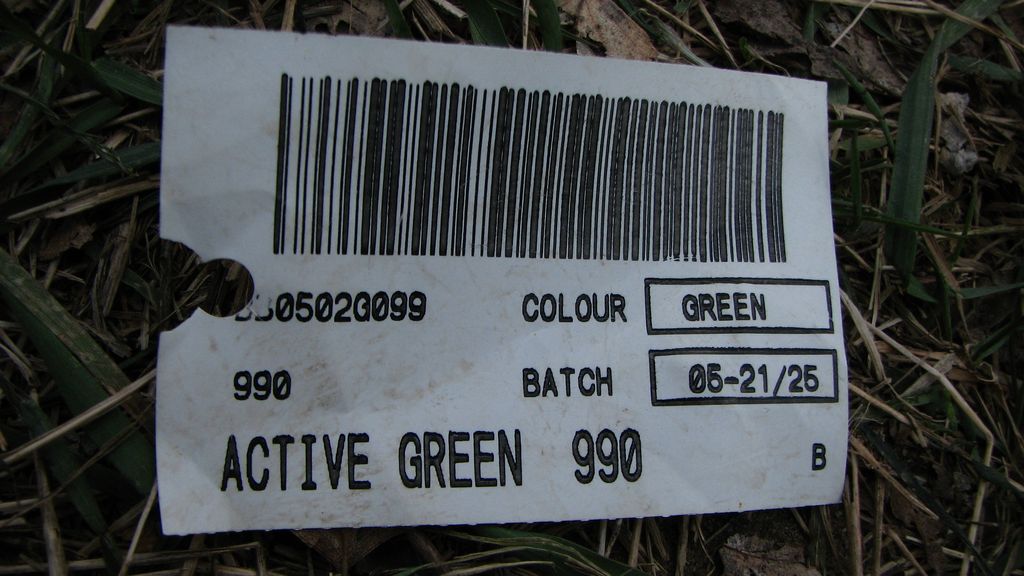 COLOUR GREEN
990 BATCH 05-21/25
ACTIVE GREEN 990 B